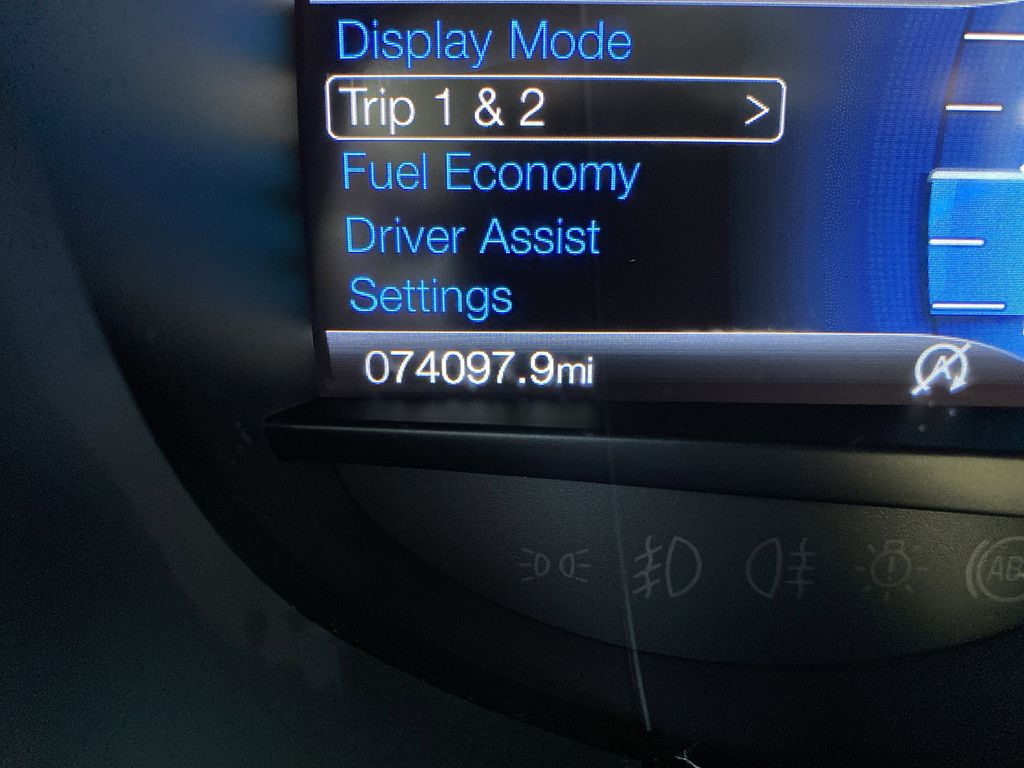 Display Mode
Trip 1 & 2 >
Fuel Economy
Driver Assist
Settings
074097.9mi
A